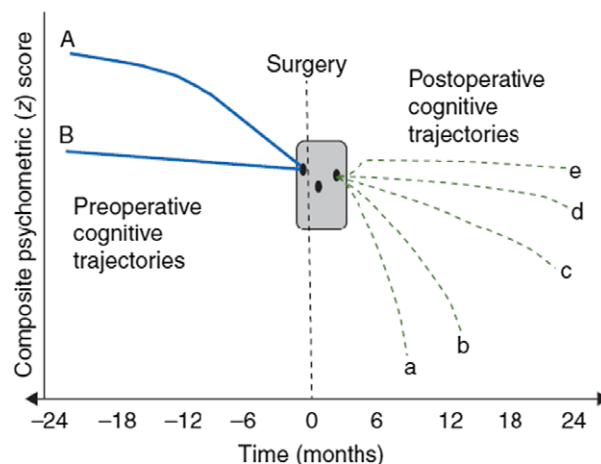 A
Surgery
Postoperative
cognitive
trajectories
B
Preoperative
cognitive
trajectories
e
d
c
b
a
Composite psychometric (z) score
−24 −18 −12 −6 0 6 12 18 24
Time (months)